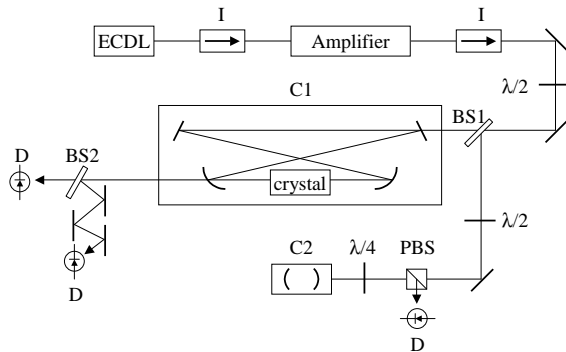 I
I
ECDL
Amplifier
λ/2
C1
BS1
D
BS2
crystal
λ/2
C2
λ/4
PBS
D
D